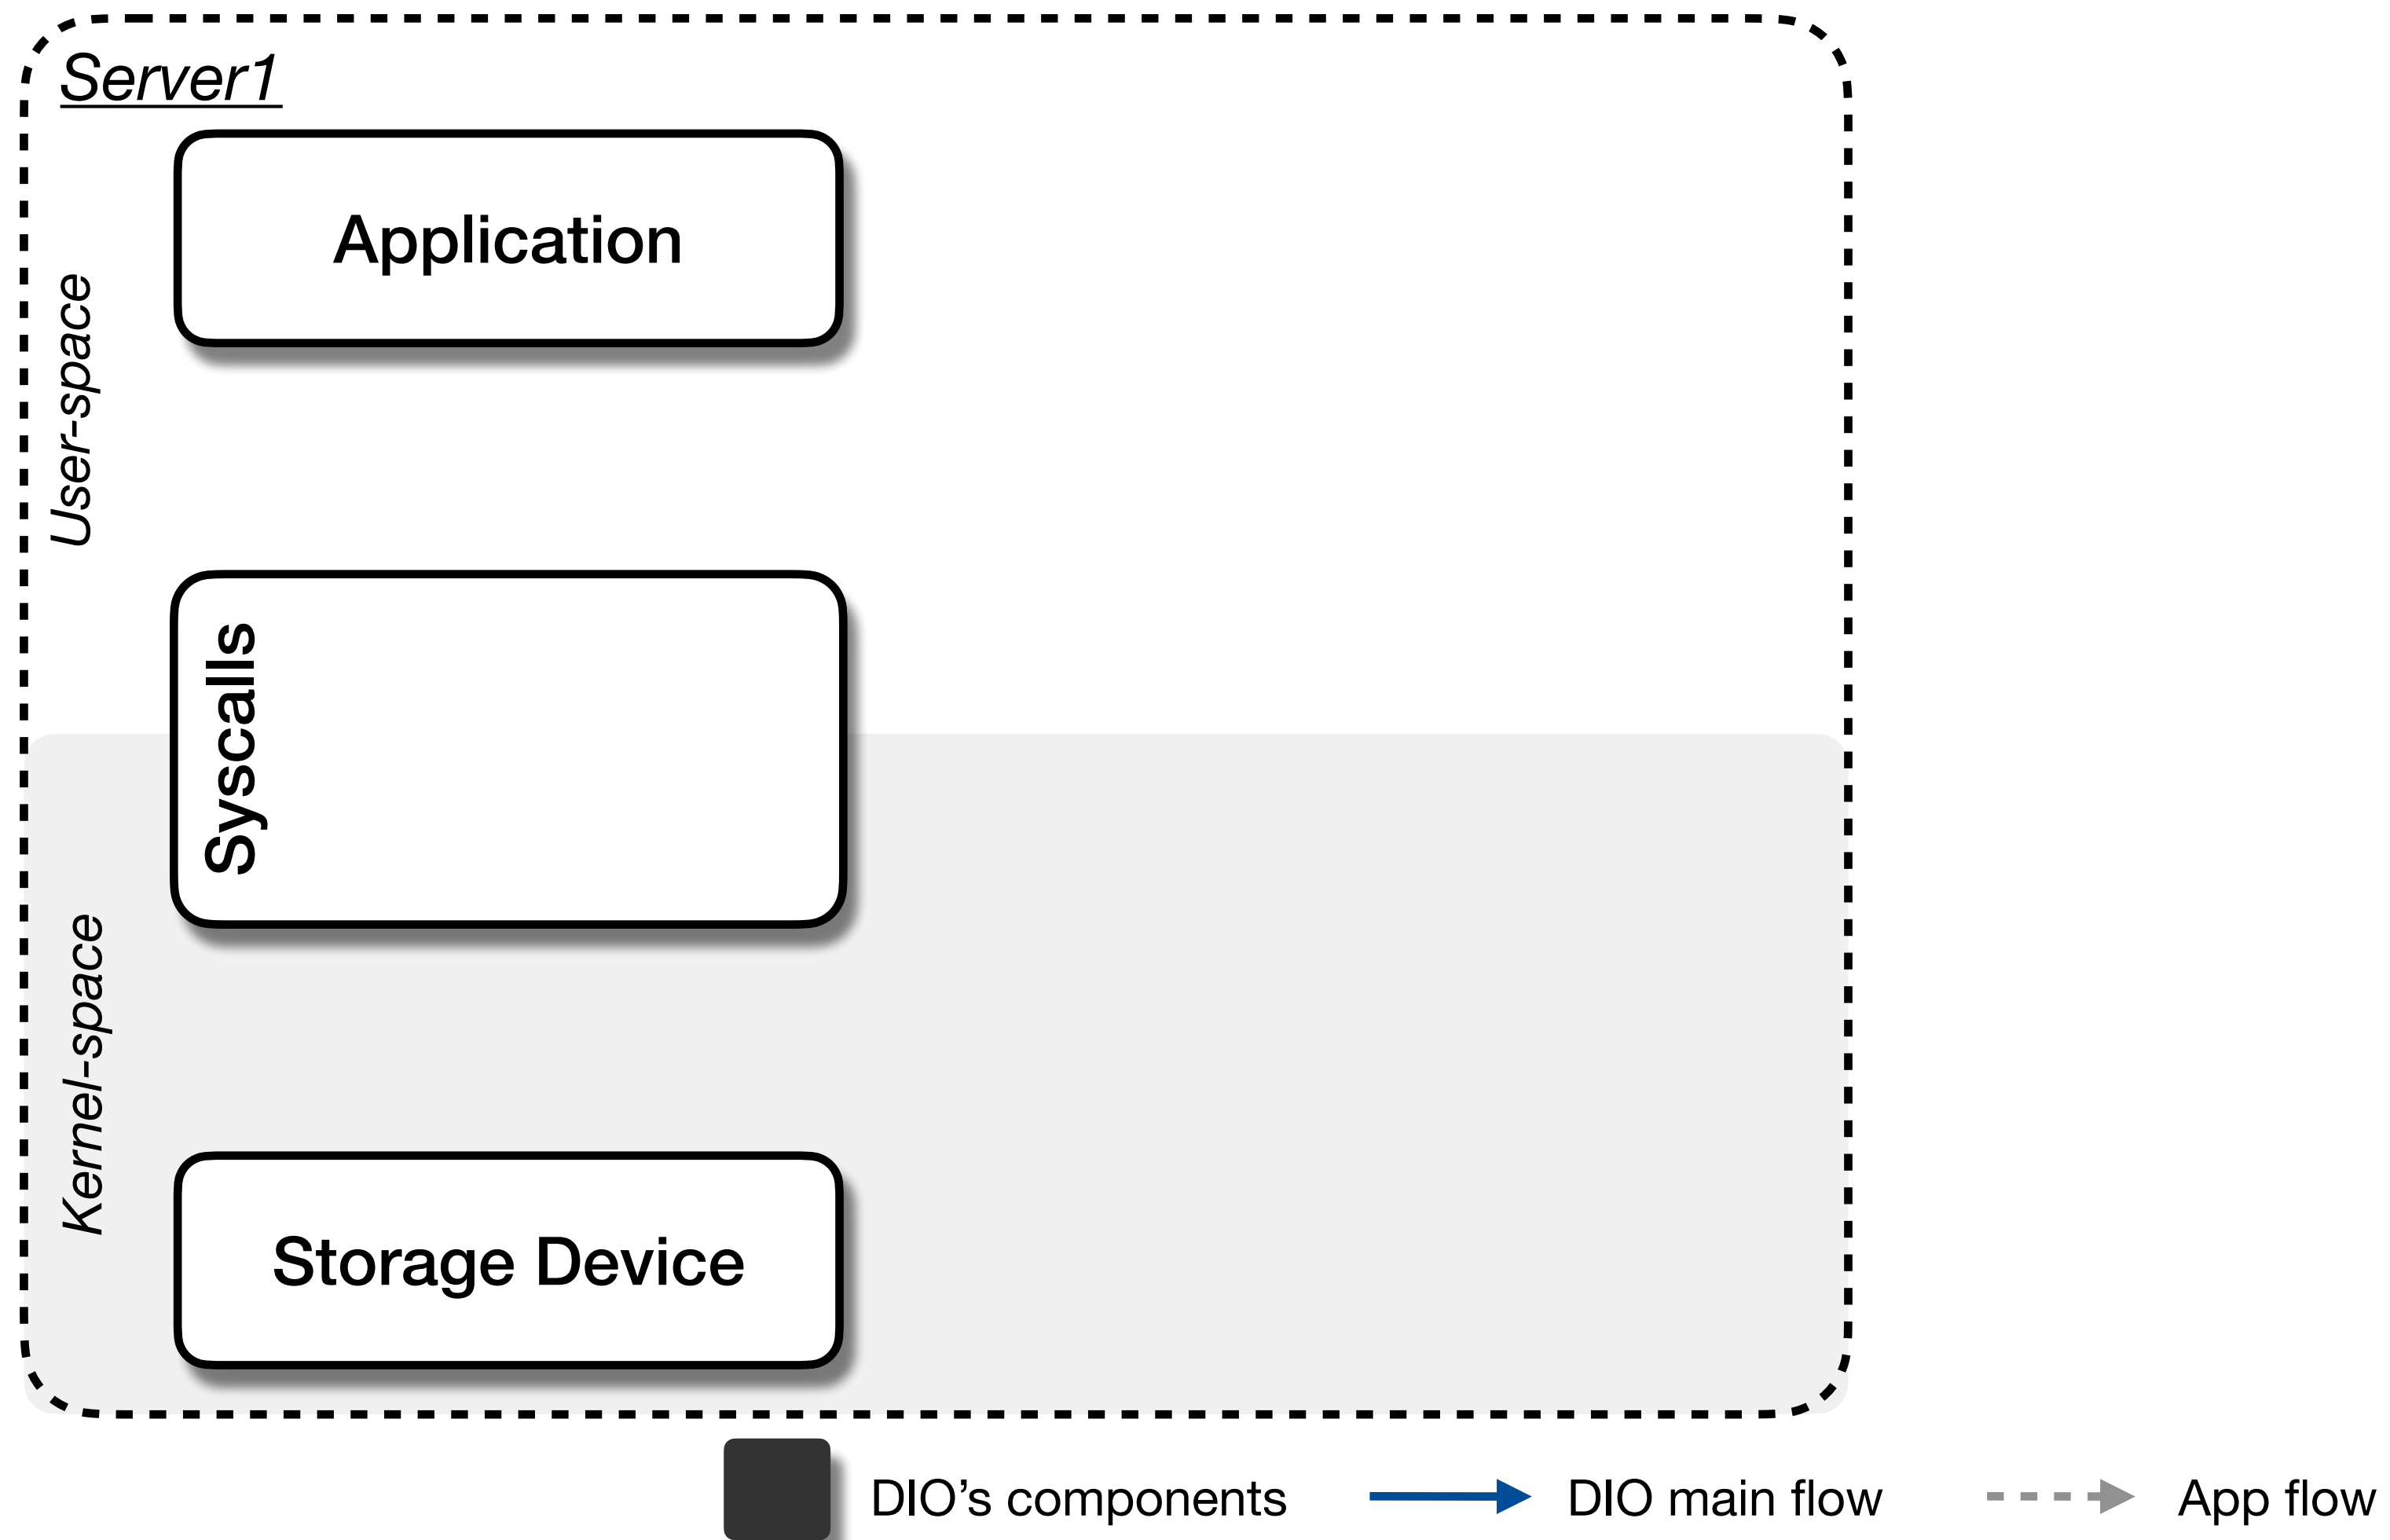 Server1
Application
User-space
Syscalls
Kernel-space
Storage Device
DIO’s components
DIO main flow
App flow